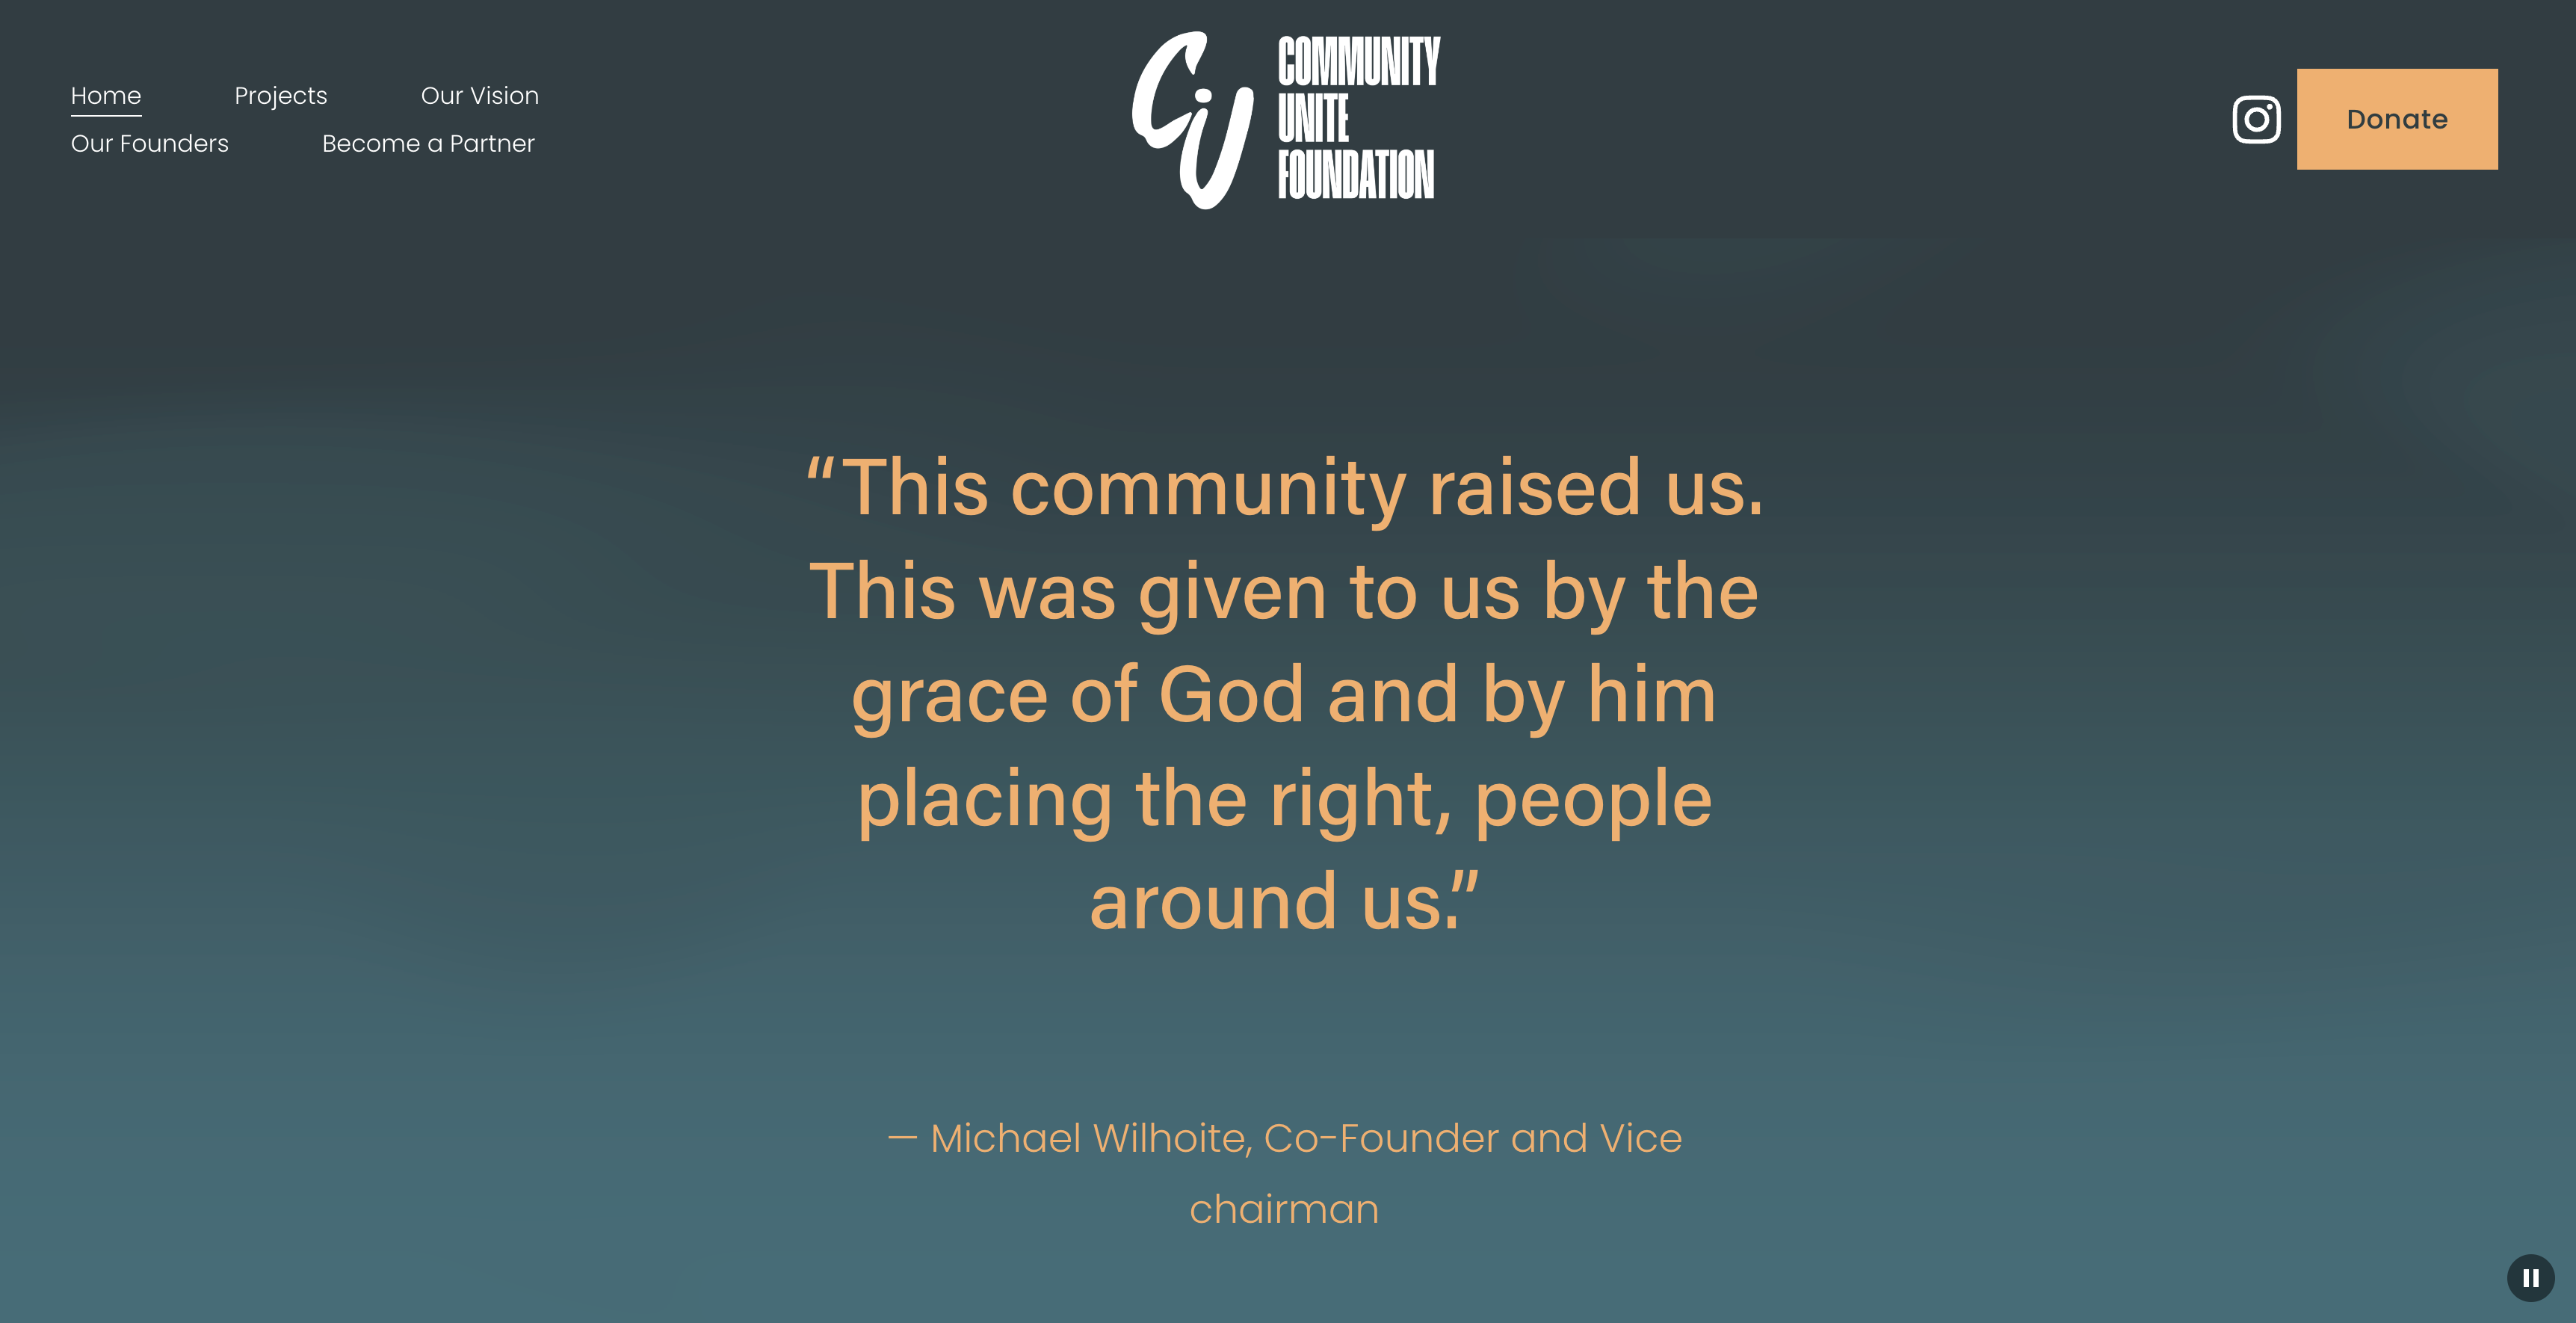 Home Projects Our Vision
Our Founders Become a Partner
CU
COMMUNITY
UNITE
FOUNDATION
Donate
“This community raised us.
This was given to us by the
grace of God and by him
placing the right, people
around us.”
— Michael Wilhoite, Co-Founder and Vice
chairman